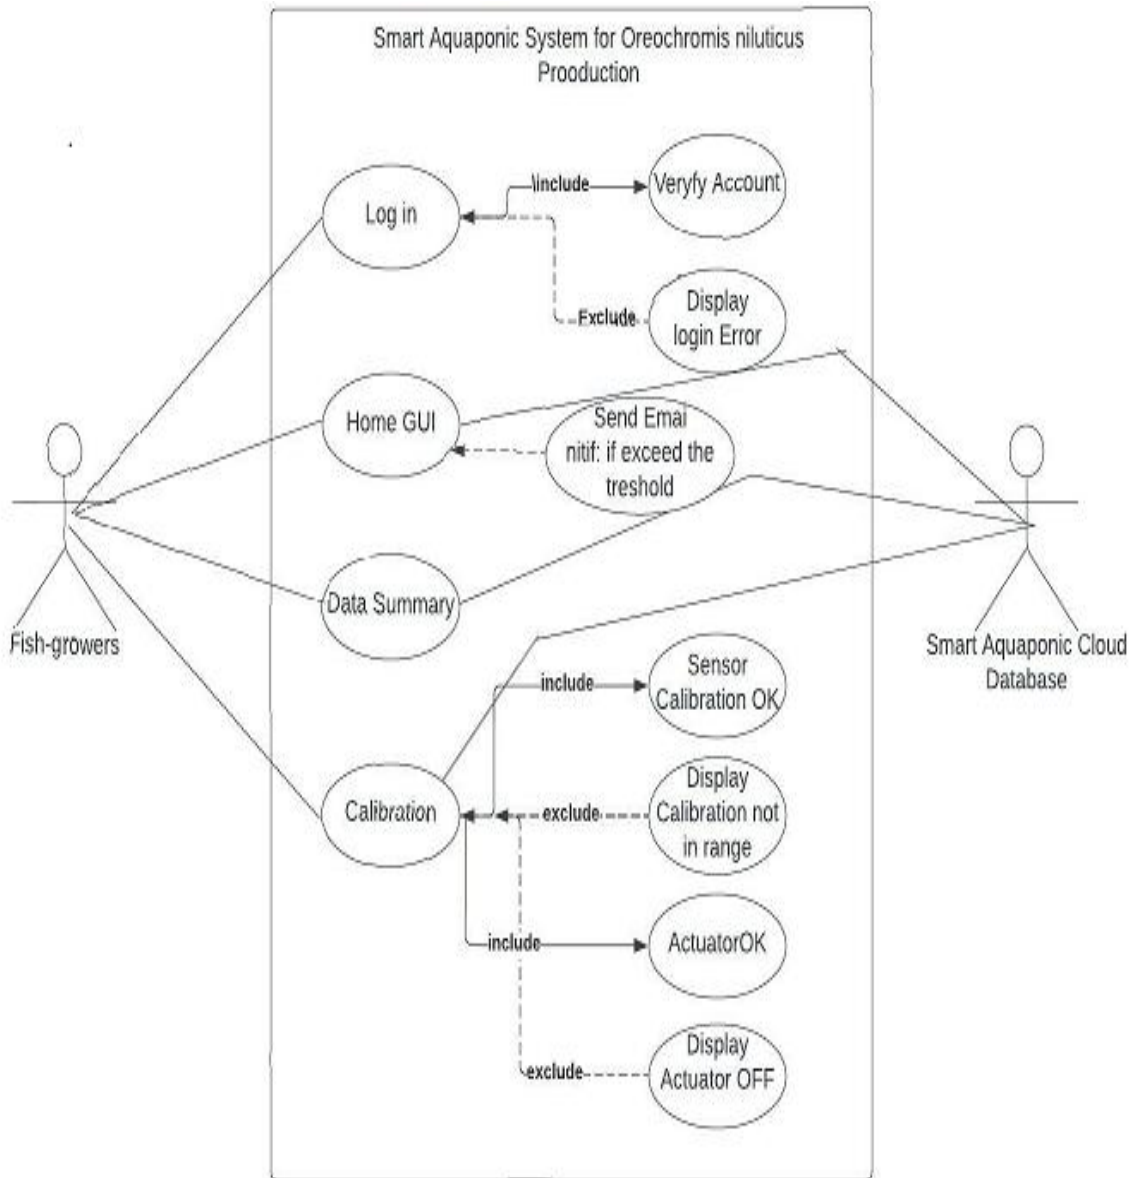 Smart Aquaponic System for Oreochromis niluticus
Prooduction
\include
Veryfy Account
Log in
Display
login Error
Exclude
Home GUI
Send Emai
nitif: if exceed the
treshold
Data Summary
Fish-growers
Smart Aquaponic Cloud
Database
include
Sensor
Calibration OK
Calibration
exclude
Display
Calibration not
in range
include
ActuatorOK
exclude
Display
Actuator OFF